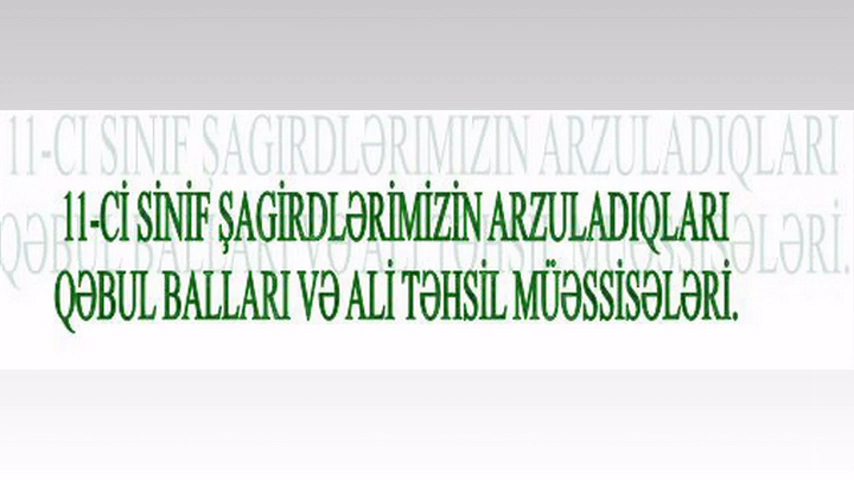 11-Cİ SİNİF ŞAGİRDLƏRİMİZİN ARZULADIQLARI
QƏBUL BALLARI VƏ ALİ TƏHSİL MÜƏSSİSƏLƏRİ.